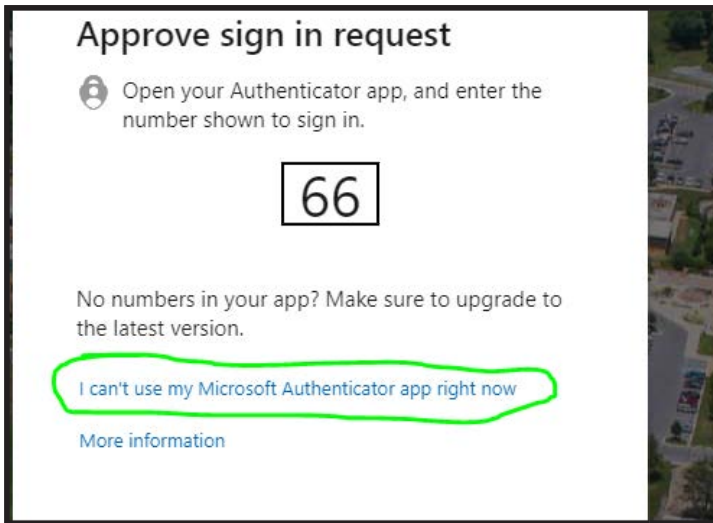 Approve sign in request
Open your Authenticator app, and enter the
number shown to sign in.
66
No numbers in your app? Make sure to upgrade to
the latest version.
I can't use my Microsoft Authenticator app right now
More information